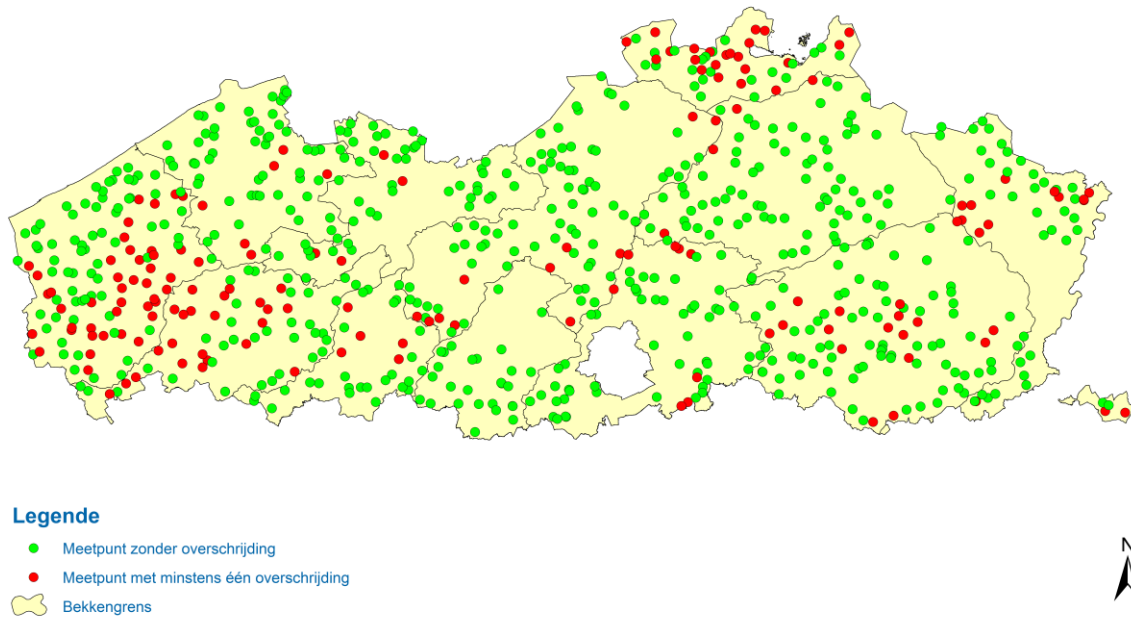 Legende
Meetpunt zonder overschrijding
Meetpunt met minstens één overschrijding
Bekkengrens
N